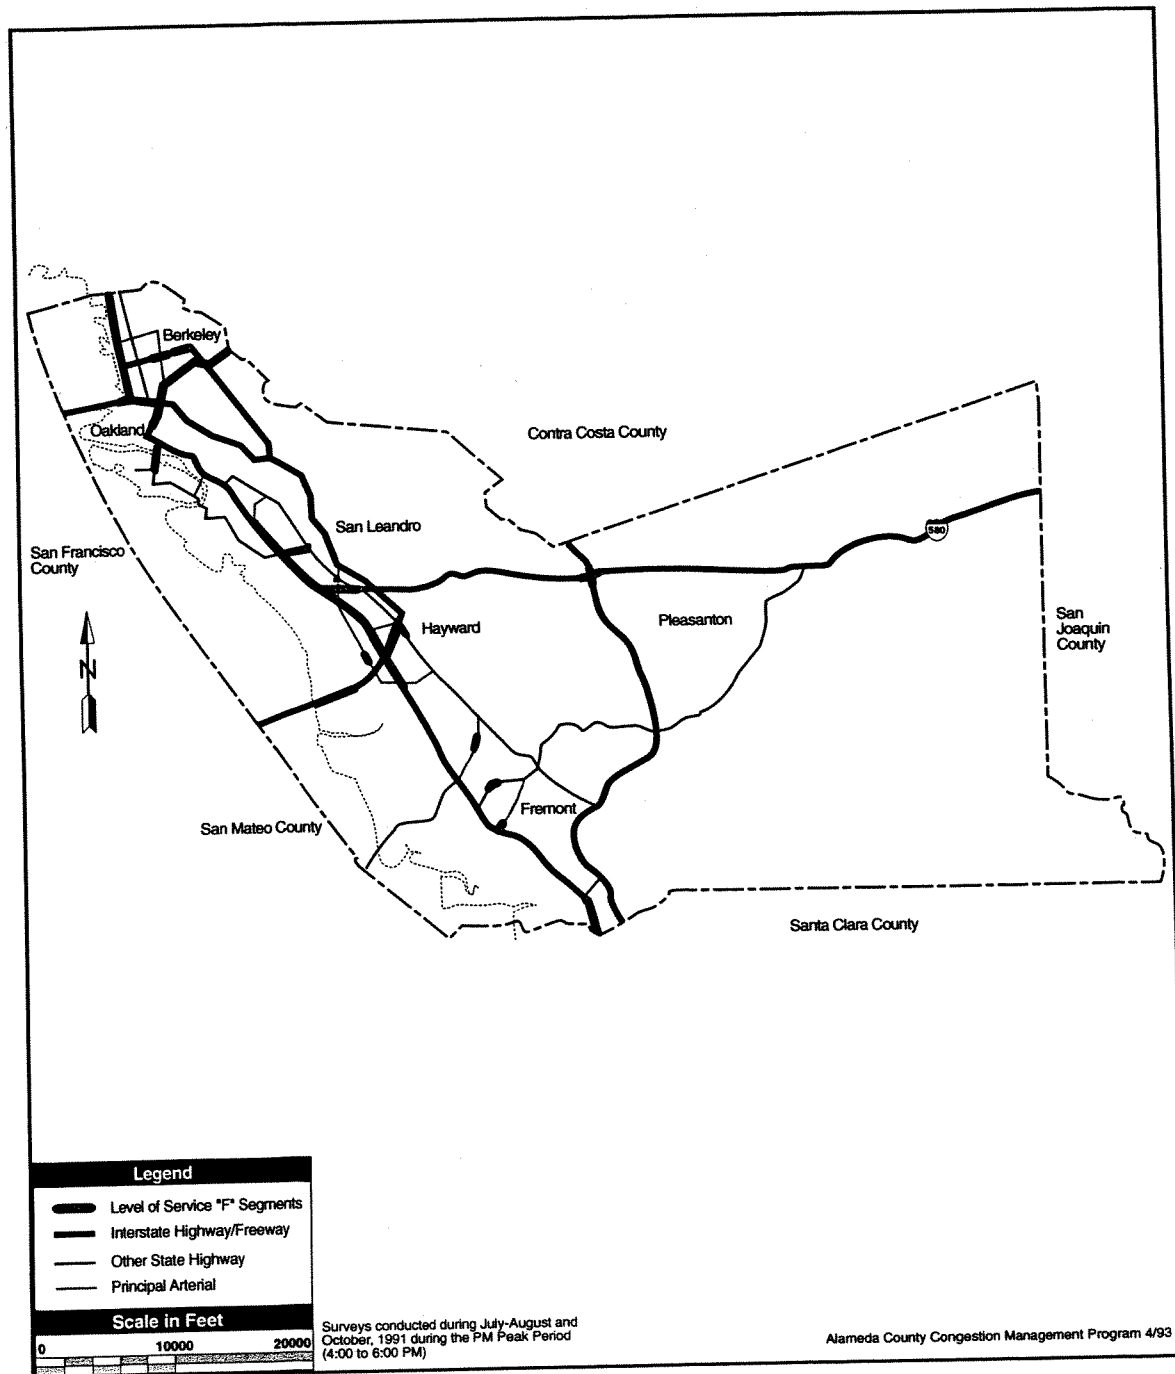 Berkeley
Oakland
Contra Costa County
San Leandro
580
San Francisco
County
Pleasanton
Hayward
San
Joaquin
County
N
Fremont
San Mateo County
Santa Clara County
Legend
Level of Service "F" Segments
Interstate Highway/Freeway
Other State Highway
Principal Arterial
Scale in Feet
0 10000 20000
Surveys conducted during July-August and
October, 1991 during the PM Peak Period
(4:00 to 6:00 PM)
Alameda County Congestion Management Program 4/93